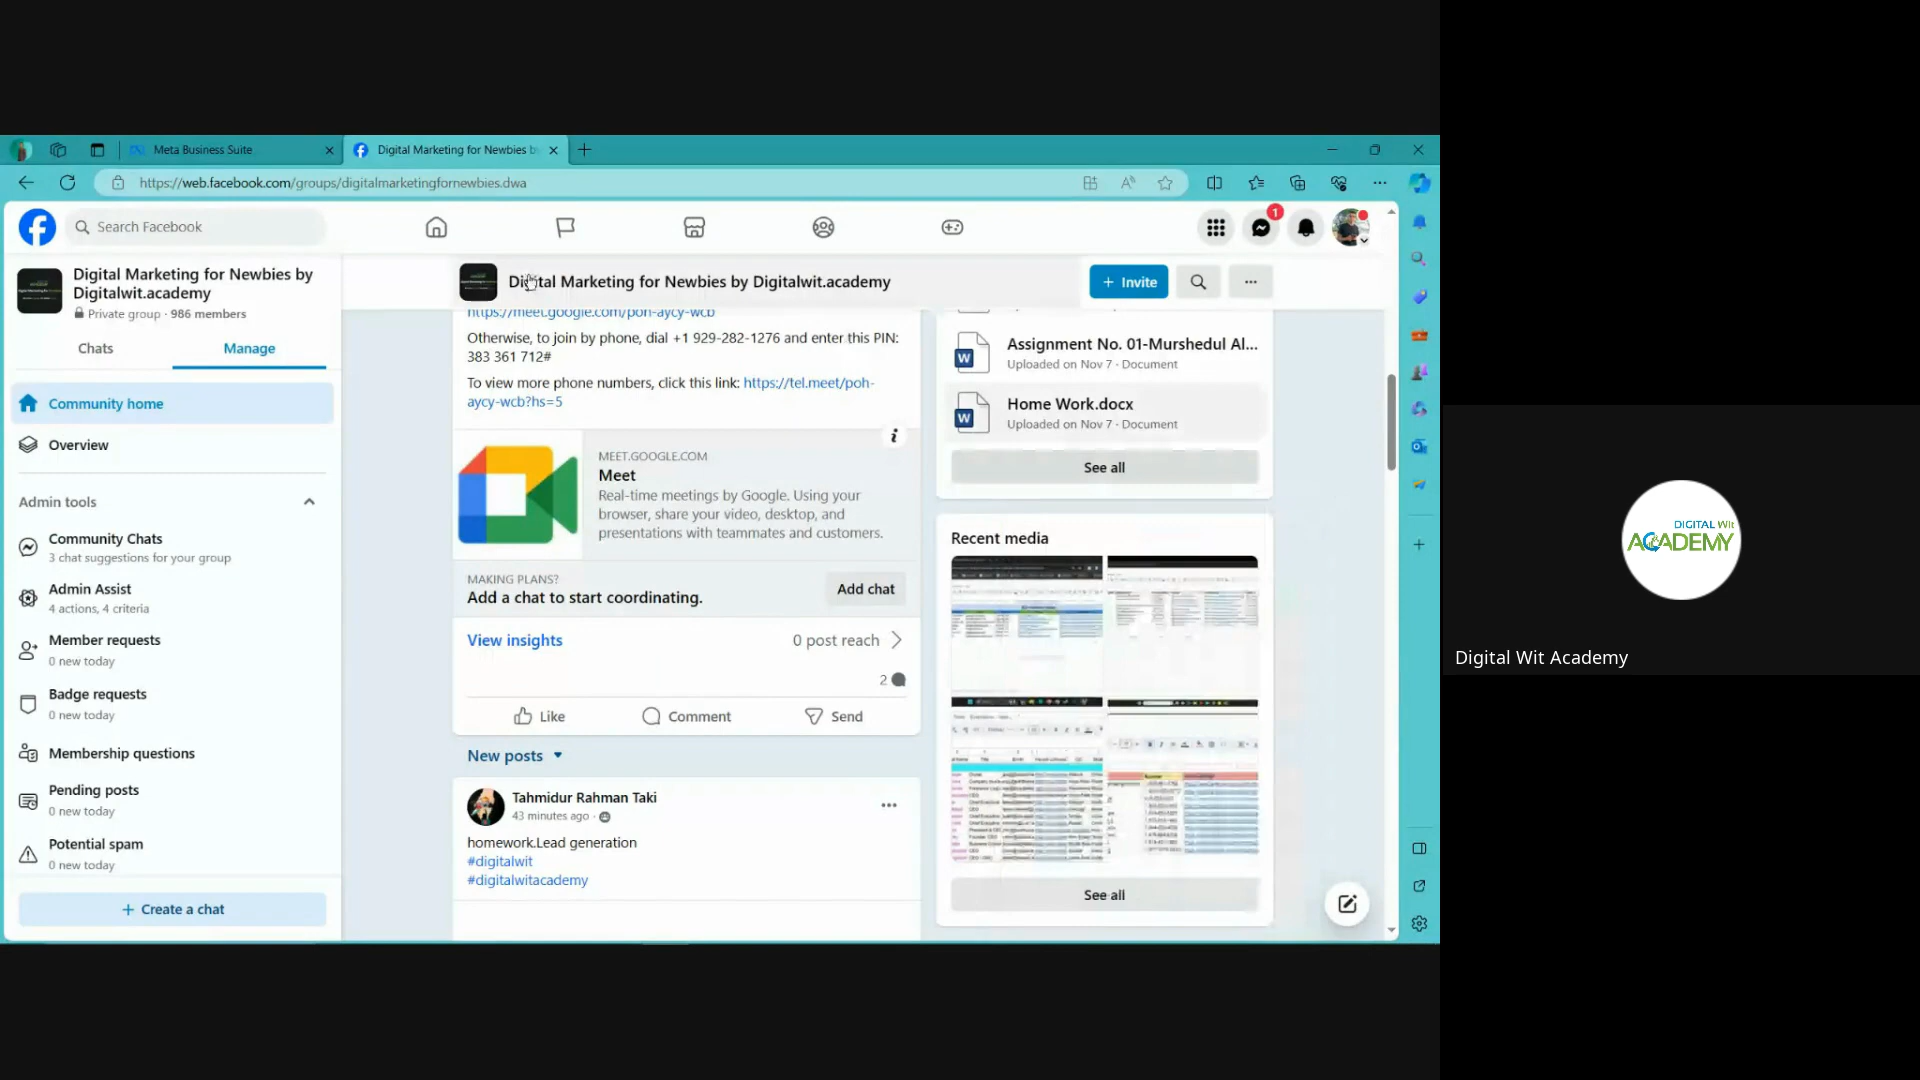 Meta Business Suite
Digital Marketing for Newbies b
https://web.facebook.com/groups/digitalmarketingfornewbies.dwa
Search Facebook
1
Digital Marketing for Newbies by
Digitalwit.academy
Private group · 986 members
Chats
Manage
Community home
Overview
Admin tools
Community Chats
3 chat suggestions for your group
Admin Assist
4 actions, 4 criteria
Member requests
0 new today
Badge requests
0 new today
Membership questions
Pending posts
0 new today
Potential spam
0 new today
+ Create a chat
Digital Marketing for Newbies by Digitalwit.academy
+ Invite
https://meet.google.com/poh-aycy-wcb
Otherwise, to join by phone, dial +1 929-282-1276 and enter this PIN:
383 361 712#
To view more phone numbers, click this link: https://tel.meet/poh-
aycy-wcb?hs=5
MEET.GOOGLE.COM
Meet
Real-time meetings by Google. Using your
browser, share your video, desktop, and
presentations with teammates and customers.
MAKING PLANS?
Add a chat to start coordinating.
Add chat
View insights
0 post reach
2
Like
Comment
Send
New posts
Tahmidur Rahman Taki
43 minutes ago ·
homework.Lead generation
#digitalwit
#digitalwitacademy
Assignment No. 01-Murshedul Al...
Uploaded on Nov 7 · Document
Home Work.docx
Uploaded on Nov 7 · Document
See all
Recent media
See all
DIGITAL Wit
ACADEMY
Digital Wit Academy